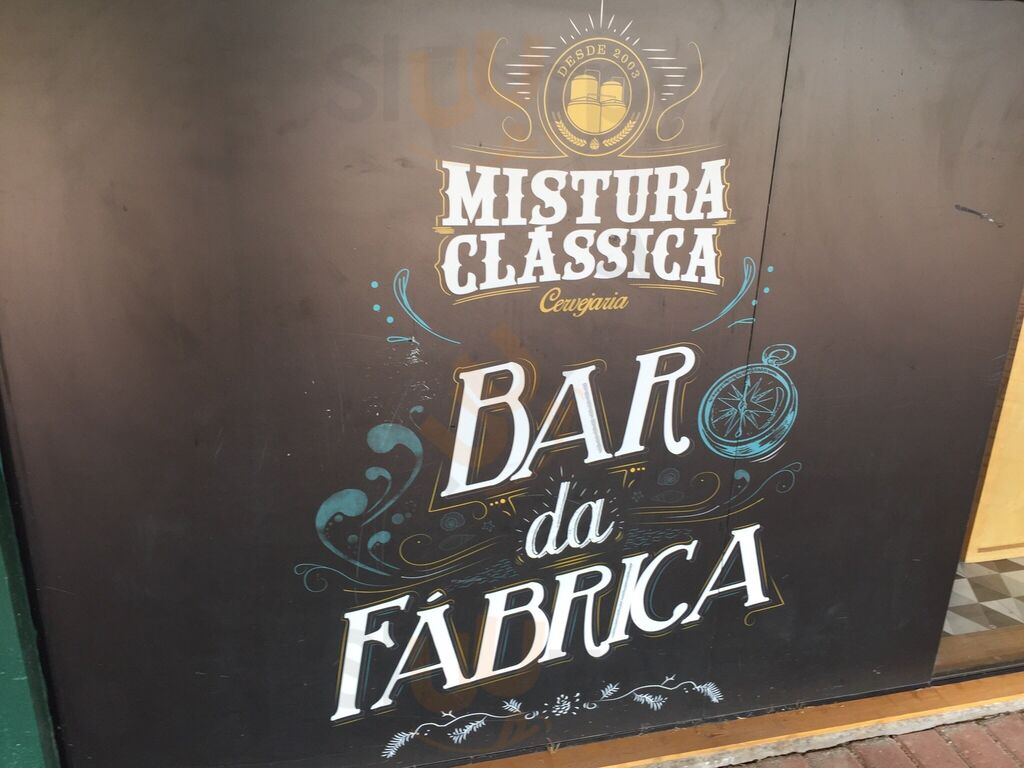 DESDE 2003
MISTURA
CLÁSSICA
Cervejaria
BAR
da
FÁBRICA